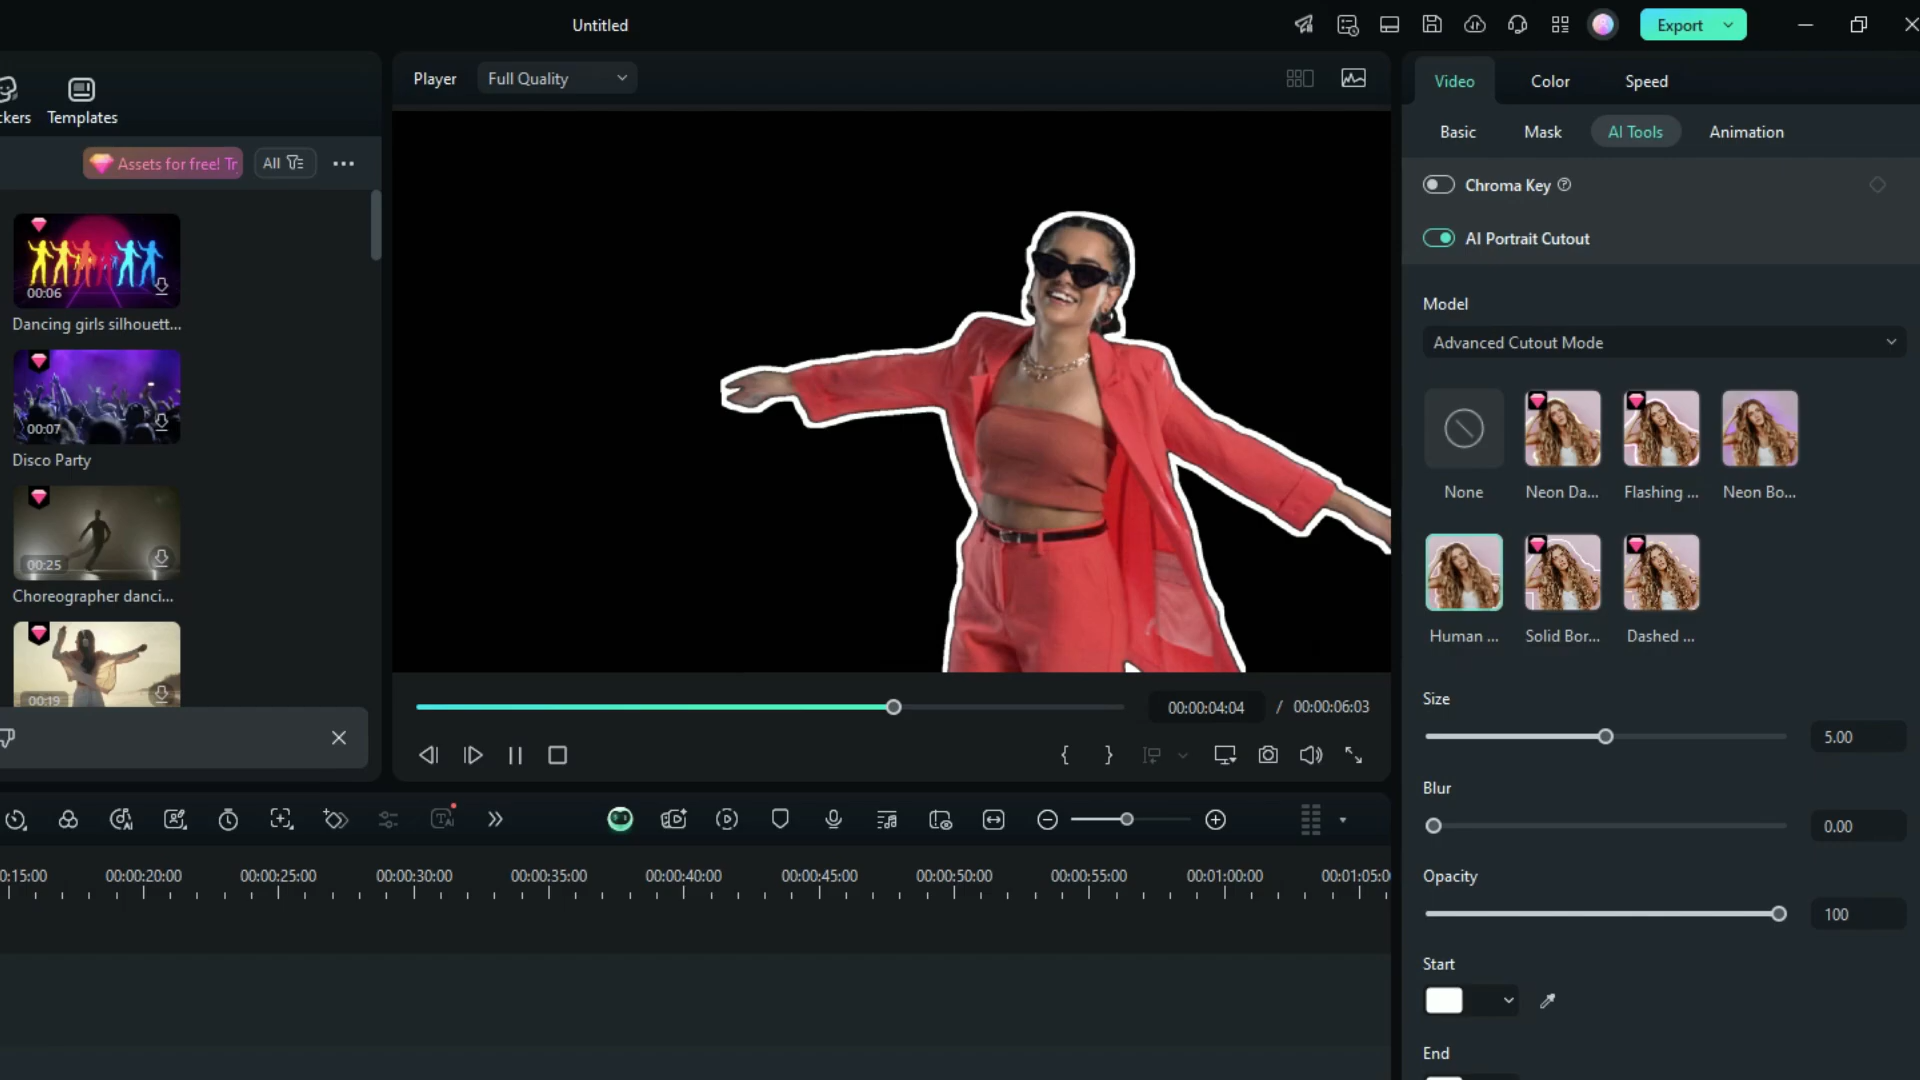 Untitled
Export
ckers
Templates
Assets for free! Tr
All
00:06
Dancing girls silhouett...
00:07
Disco Party
00:25
Choreographer danci...
00:19
Player
Full Quality
00:00:04:04 / 00:00:06:03
Video
Color
Speed
Basic
Mask
AI Tools
Animation
Chroma Key
AI Portrait Cutout
Model
Advanced Cutout Mode
None
Neon Da...
Flashing ...
Neon Bo...
Human ...
Solid Bor...
Dashed ...
Size
5.00
Blur
0.00
Opacity
100
Start
End
0:15:00 00:00:20:00 00:00:25:00 00:00:30:00 00:00:35:00 00:00:40:00 00:00:45:00 00:00:50:00 00:00:55:00 00:01:00:00 00:01:05:0